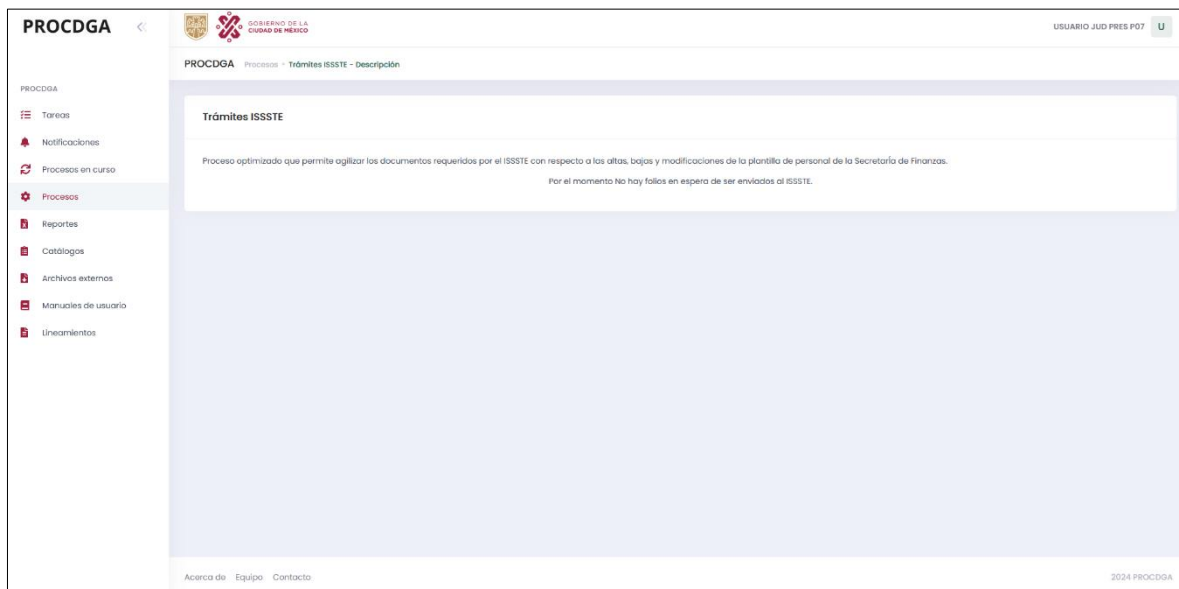 PROCDGA
GOBIERNO DE LA
CIUDAD DE MÉXICO
USUARIO JUD PRES P07 U
PROCDGA Procesos - Trámites ISSSTE - Descripción
PROCDGA
Tareas
Notificaciones
Procesos en curso
Procesos
Reportes
Catálogos
Archivos externos
Manuales de usuario
Lineamientos
Trámites ISSSTE
Proceso optimizado que permite agilizar los documentos requeridos por el ISSSTE con respecto a las altas, bajas y modificaciones de la plantilla de personal de la Secretaría de Finanzas.
Por el momento No hay folios en espera de ser enviados al ISSSTE.
Acerca de Equipo Contacto
2024 PROCDGA